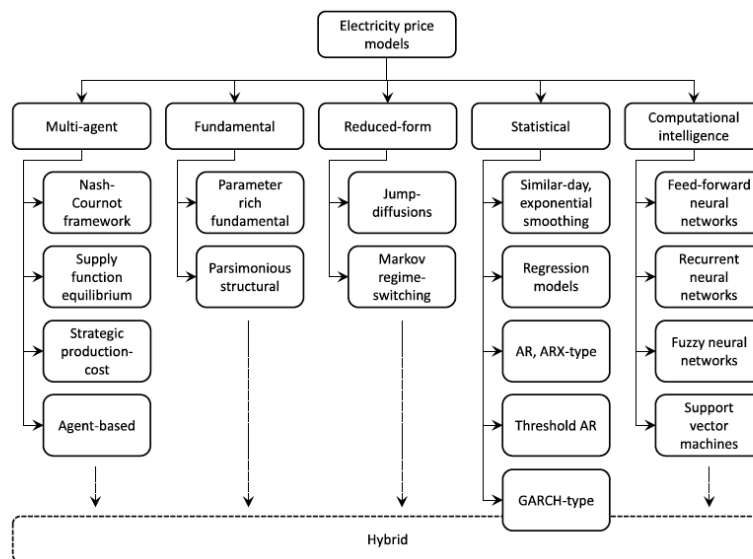 Electricity price
models
Multi-agent
Fundamental
Reduced-form
Statistical
Computational
intelligence
Nash-
Cournot
framework
Parameter
rich
fundamental
Jump-
diffusions
Similar-day,
exponential
smoothing
Feed-forward
neural
networks
Supply
function
equilibrium
Parsimonious
structural
Markov
regime-
switching
Regression
models
Recurrent
neural
networks
Strategic
production-
cost
AR, ARX-type
Fuzzy neural
networks
Agent-based
Threshold AR
Support
vector
machines
GARCH-type
Hybrid